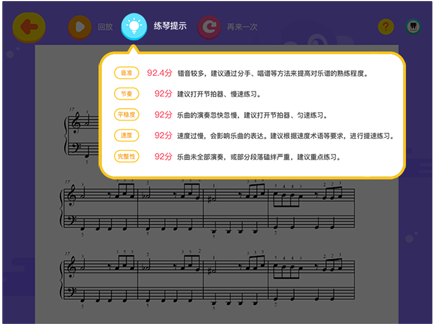 回放
练琴提示
再来一次
?
音准 92.4分 错音较多，建议通过分手、唱谱等方法来提高对乐谱的熟练程度。
节奏 92分 建议打开节拍器、慢速练习。
平稳度 92分 乐曲的演奏忽快忽慢，建议打开节拍器、匀速练习。
速度 92分 速度过慢，会影响乐曲的表达。建议根据速度术语等要求，进行提速练习。
完整性 92分 乐曲未全部演奏，或部分段落磕绊严重，建议重点练习。